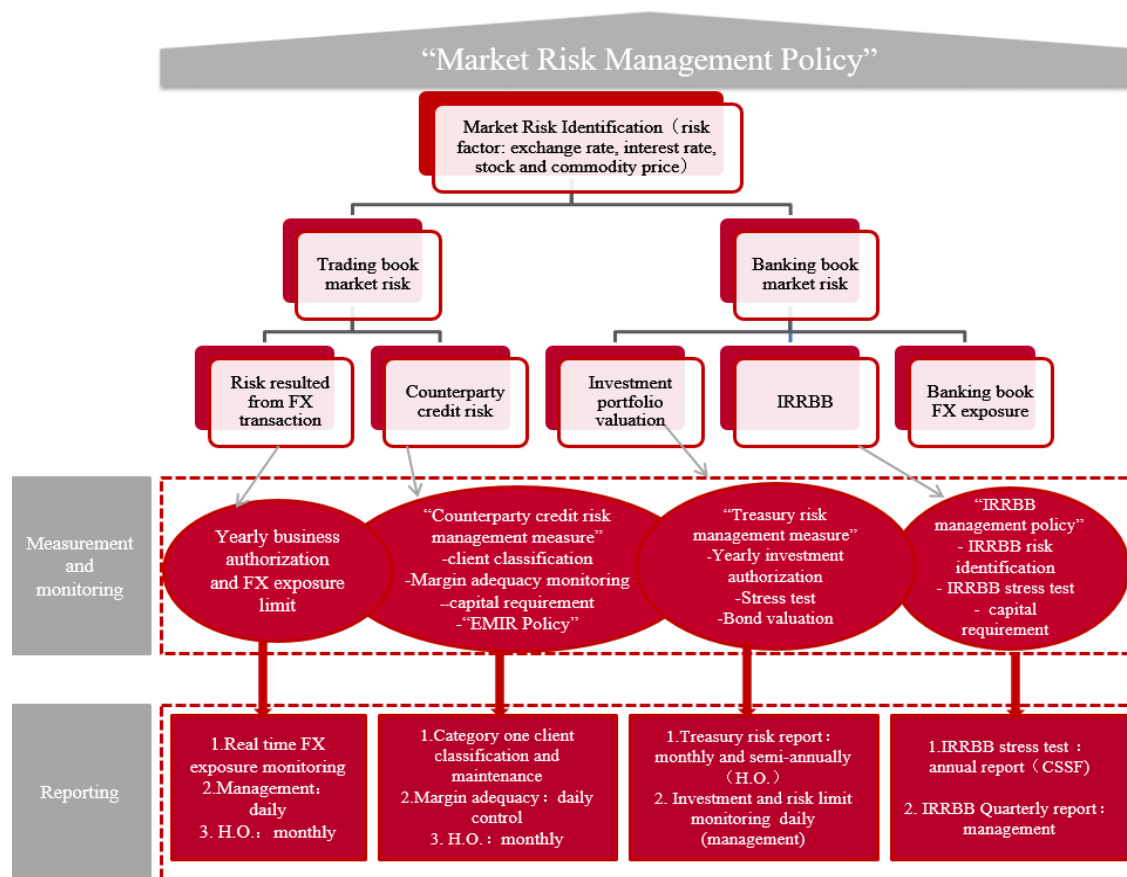 “Market Risk Management Policy”
Market Risk Identification（risk
factor: exchange rate, interest rate,
stock and commodity price）
Trading book
market risk
Banking book
market risk
Risk resulted
from FX
transaction
Counterparty
credit risk
Investment
portfolio
valuation
IRRBB
Banking book
FX exposure
Measurement
and
monitoring
Yearly business
authorization
and FX exposure
limit
“Counterparty credit risk
management measure”
-client classification
-Margin adequacy monitoring
--capital requirement
-“EMIR Policy”
“Treasury risk
management measure”
-Yearly investment
authorization
-Stress test
-Bond valuation
“IRRBB
management policy”
- IRRBB risk
identification
- IRRBB stress test
- capital
requirement
Reporting
1.Real time FX
exposure monitoring
2.Management：
daily
3. H.O.：monthly
1.Category one client
classification and
maintenance
2.Margin adequacy：daily
control
3. H.O.：monthly
1.Treasury risk report：
monthly and semi-annually
（H.O.）
2. Investment and risk limit
monitoring daily
(management)
1.IRRBB stress test：
annual report（CSSF）
2. IRRBB Quarterly report：
management